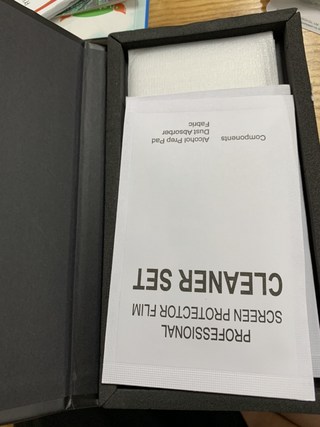 PROFESSIONAL
SCREEN PROTECTOR FLIM
CLEANER SET
Components
Alcohol Prep Pad
Dust Absorber
Fabric